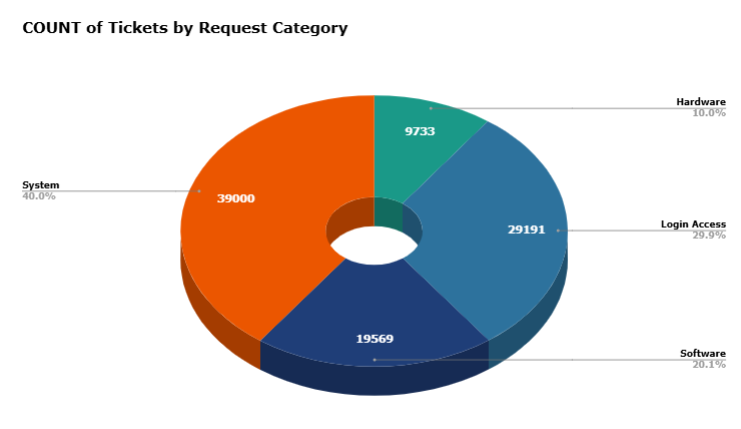 COUNT of Tickets by Request Category
Hardware
10.0%
9733
System
40.0%
39000
29191
Login Access
29.9%
19569
Software
20.1%